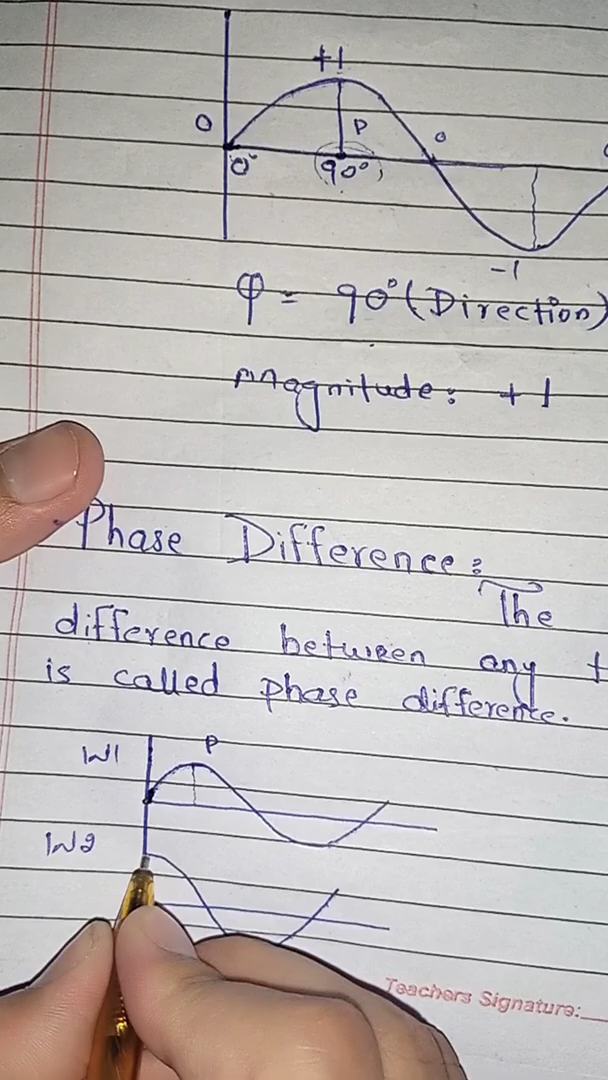 +1
0
P
0
0°
(90°)
-1
φ = 90° (Direction)
Magnitude: +1
Phase Difference:
The
difference between any
is called phase difference.
W1
P
W2
Teachers Signature: